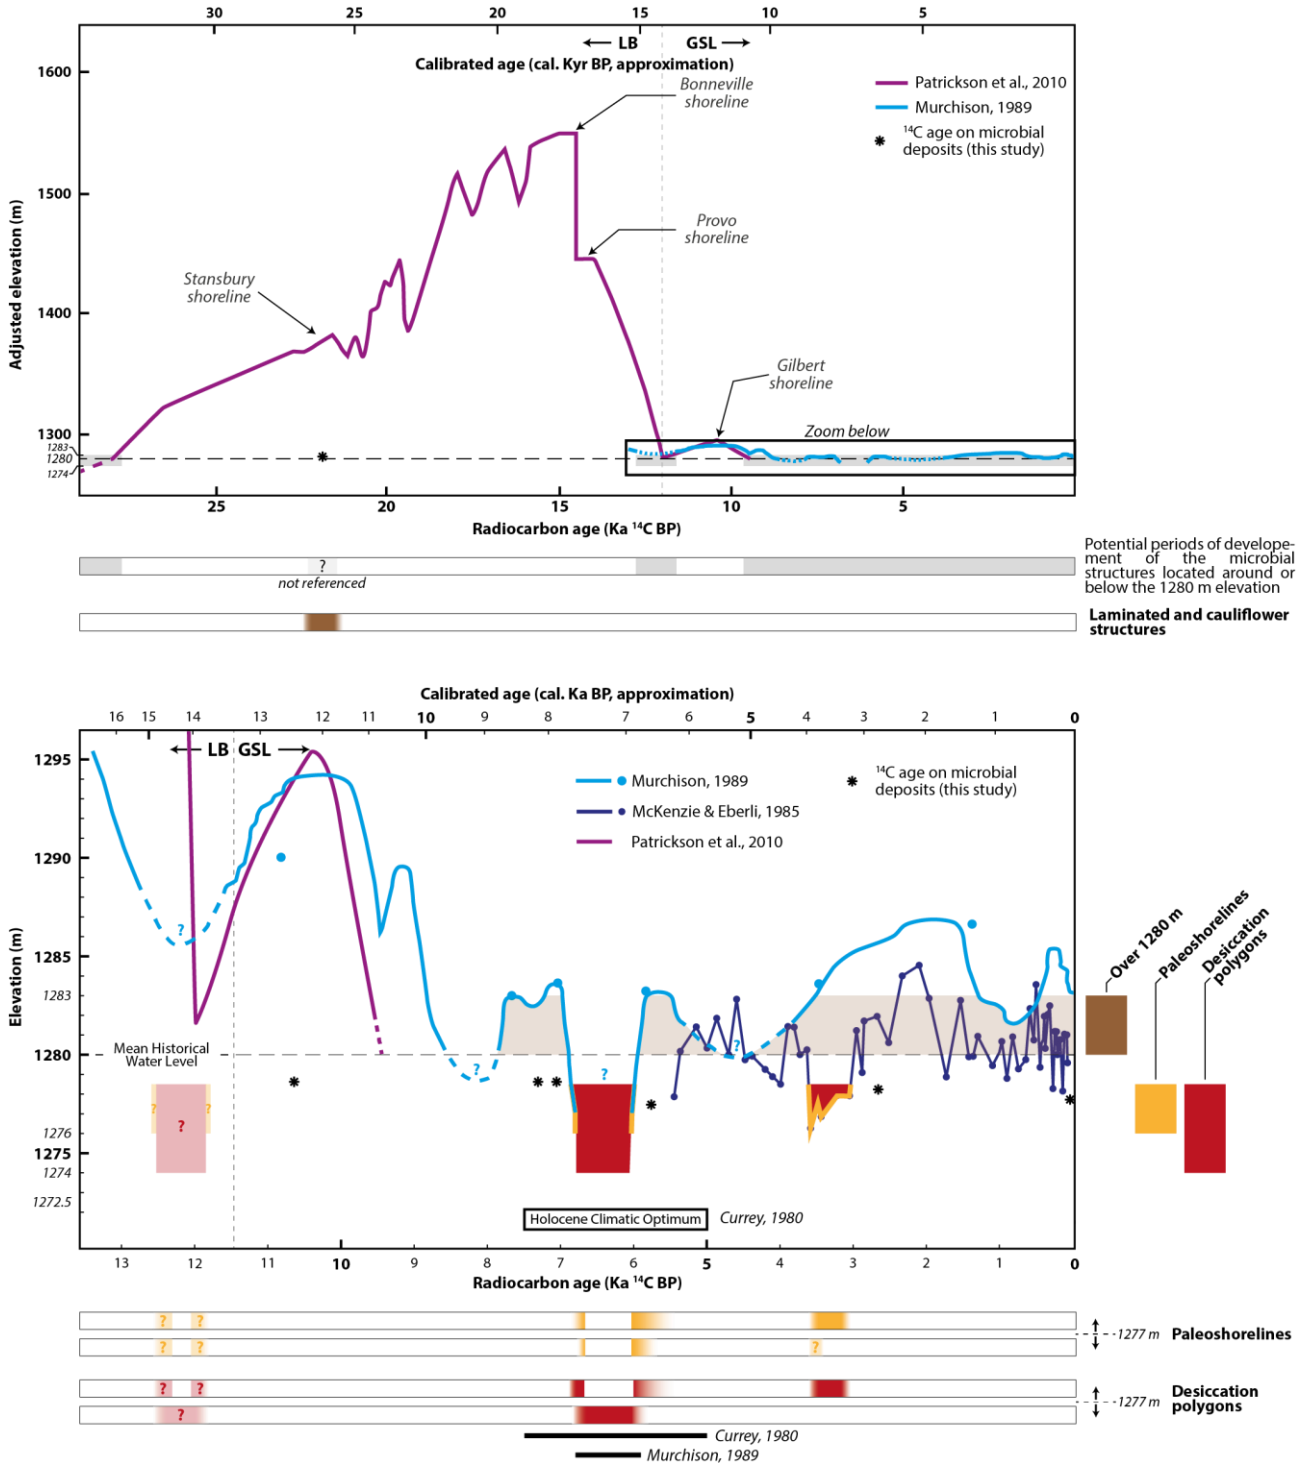 30
25
20
15
10
5
← LB
GSL →
Calibrated age (cal. Kyr BP, approximation)
1600
1500
1400
1300
1283
1280
1274
Adjusted elevation (m)
Bonneville
shoreline
Patrickson et al., 2010
Murchison, 1989
* ¹⁴C age on microbial
deposits (this study)
Provo
shoreline
Stansbury
shoreline
Gilbert
shoreline
Zoom below
*
25
20
15
10
5
Radiocarbon age (Ka ¹⁴C BP)
?
not referenced
Potential periods of develope-
ment of the microbial
structures located around or
below the 1280 m elevation
Laminated and cauliflower
structures
Calibrated age (cal. Ka BP, approximation)
16 15 14 13 12 11 10 9 8 7 6 5 4 3 2 1 0
← LB GSL →
1295
1290
1285
1283
1280
1276
1275
1274
1272.5
Elevation (m)
Murchison, 1989
McKenzie & Eberli, 1985
Patrickson et al., 2010
* ¹⁴C age on microbial
deposits (this study)
Over 1280 m
Paleoshorelines
Desiccation
polygons
?
?
?
?
Mean Historical
Water Level
? ? ?
Holocene Climatic Optimum
Currey, 1980
13 12 11 10 9 8 7 6 5 4 3 2 1 0
Radiocarbon age (Ka ¹⁴C BP)
? ?
? ? ?
1277 m
Paleoshorelines
? ?
?
1277 m
Desiccation
polygons
Currey, 1980
Murchison, 1989